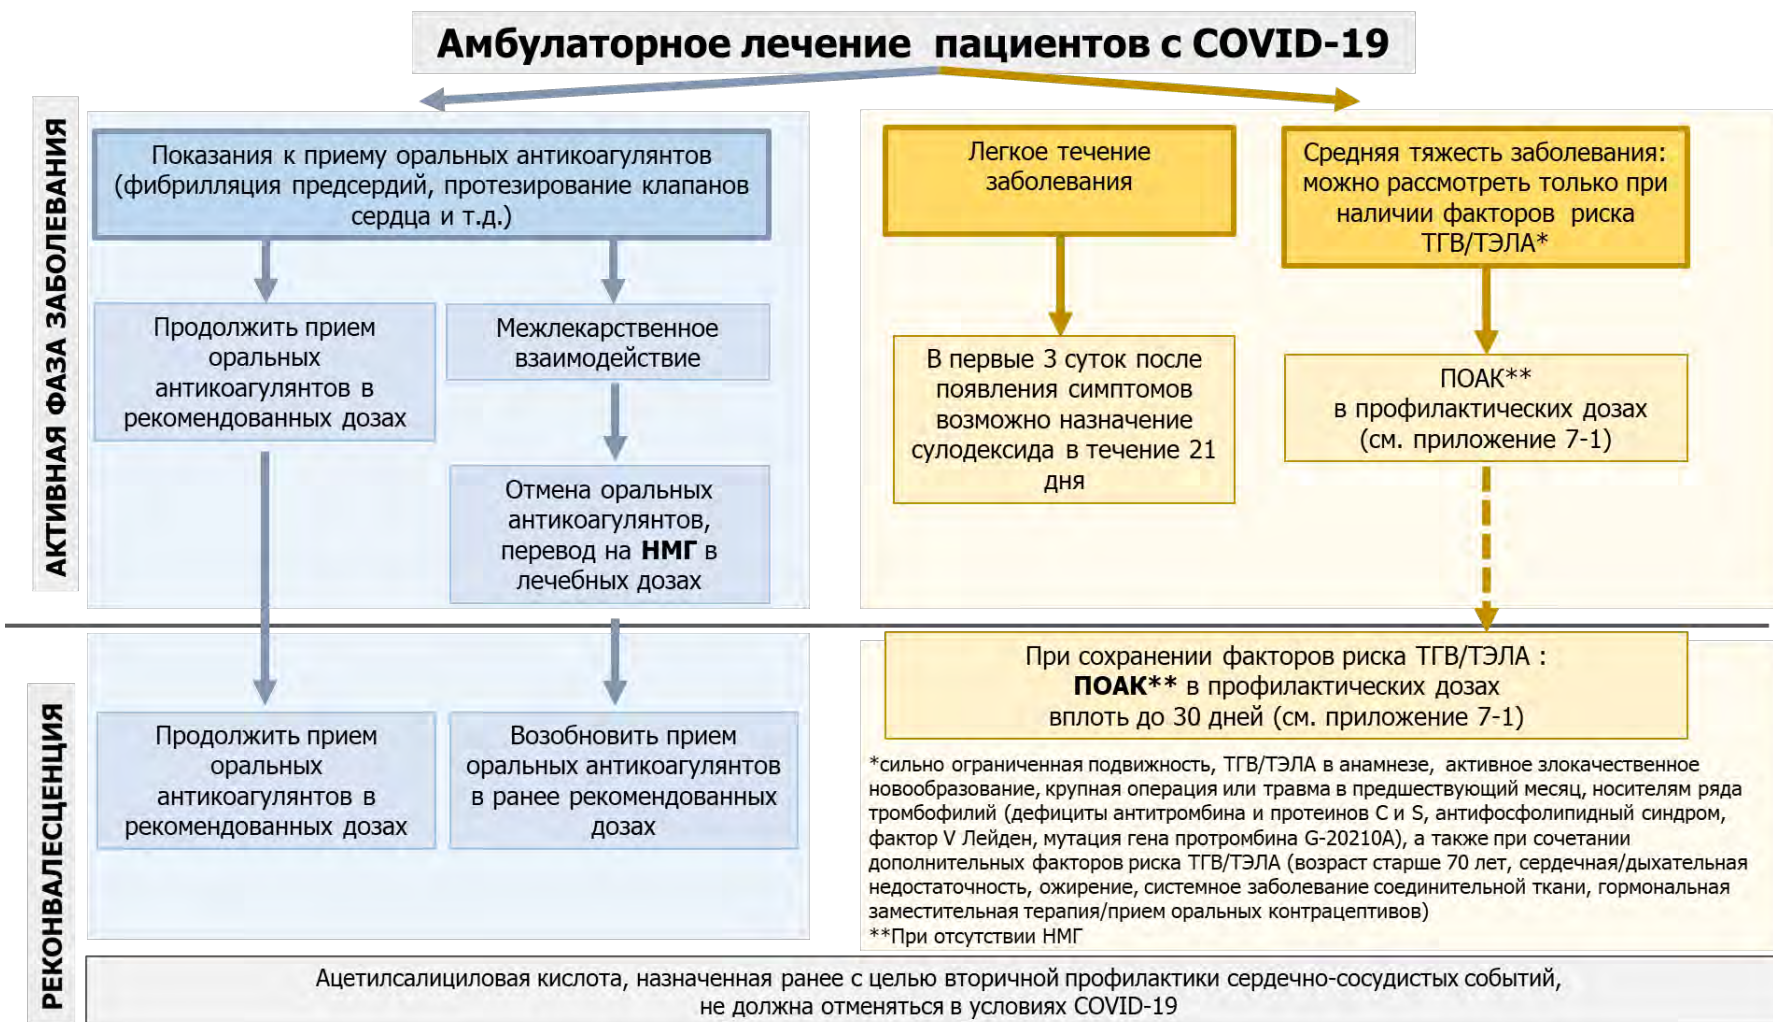 Амбулаторное лечение пациентов с COVID-19
АКТИВНАЯ ФАЗА ЗАБОЛЕВАНИЯ
Показания к приему оральных антикоагулянтов
(фибрилляция предсердий, протезирование клапанов
сердца и т.д.)
Продолжить прием
оральных
антикоагулянтов в
рекомендованных дозах
Межлекарственное
взаимодействие
Отмена оральных
антикоагулянтов,
перевод на НМГ в
лечебных дозах
Легкое течение
заболевания
В первые 3 суток после
появления симптомов
возможно назначение
сулодексида в течение 21
дня
Средняя тяжесть заболевания:
можно рассмотреть только при
наличии факторов риска
ТГВ/ТЭЛА*
ПОАК**
в профилактических дозах
(см. приложение 7-1)
РЕКОНВАЛЕСЦЕНЦИЯ
Продолжить прием
оральных
антикоагулянтов в
рекомендованных дозах
Возобновить прием
оральных антикоагулянтов
в ранее рекомендованных
дозах
При сохранении факторов риска ТГВ/ТЭЛА :
ПОАК** в профилактических дозах
вплоть до 30 дней (см. приложение 7-1)
*сильно ограниченная подвижность, ТГВ/ТЭЛА в анамнезе, активное злокачественное
новообразование, крупная операция или травма в предшествующий месяц, носителям ряда
тромбофилий (дефициты антитромбина и протеинов C и S, антифосфолипидный синдром,
фактор V Лейден, мутация гена протромбина G-20210A), а также при сочетании
дополнительных факторов риска ТГВ/ТЭЛА (возраст старше 70 лет, сердечная/дыхательная
недостаточность, ожирение, системное заболевание соединительной ткани, гормональная
заместительная терапия/прием оральных контрацептивов)
**При отсутствии НМГ
Ацетилсалициловая кислота, назначенная ранее с целью вторичной профилактики сердечно-сосудистых событий,
не должна отменяться в условиях COVID-19